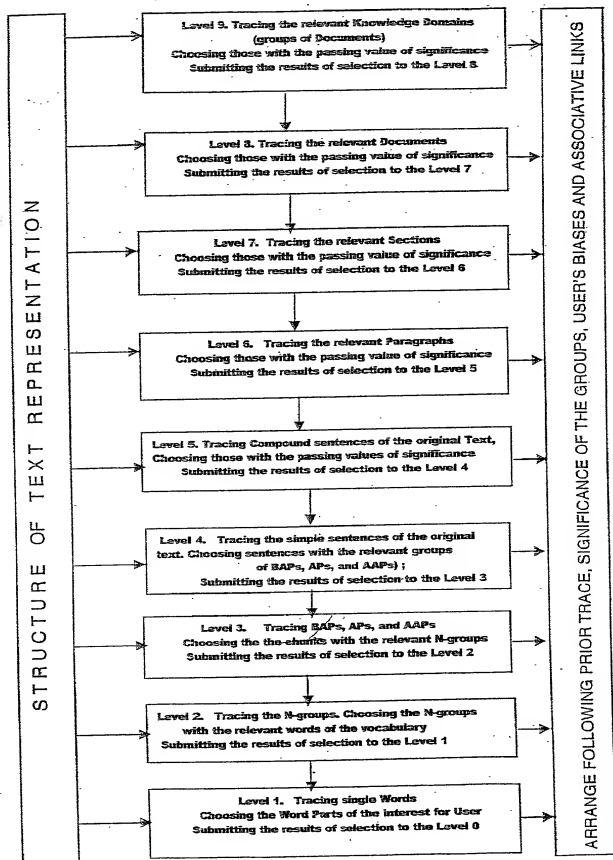 STRUCTURE OF TEXT REPRESENTATION
Level 9. Tracing the relevant Knowledge Domains
(groups of Documents)
Choosing those with the passing value of significance
Submitting the results of selection to the Level 8
Level 8. Tracing the relevant Documents
Choosing those with the passing value of significance
Submitting the results of selection to the Level 7
Level 7. Tracing the relevant Sections
Choosing those with the passing value of significance
Submitting the results of selection to the Level 6
Level 6. Tracing the relevant Paragraphs
Choosing those with the passing value of significance
Submitting the results of selection to the Level 5
Level 5. Tracing Compound sentences of the original Text,
Choosing those with the passing values of significance
Submitting the results of selection to the Level 4
Level 4. Tracing the simple sentences of the original
text. Choosing sentences with the relevant groups
of BAPs, APs, and AAPs) ;
Submitting the results of selection to the Level 3
Level 3. Tracing BAPs, APs, and AAPs
Choosing the the chunks with the relevant N-groups
Submitting the results of selection to the Level 2
Level 2. Tracing the N-groups. Choosing the N-groups
with the relevant words of the vocabulary
Submitting the results of selection to the Level 1
Level 1. Tracing single Words
Choosing the Word Parts of the interest for User
Submitting the results of selection to the Level 0
ARRANGE FOLLOWING PRIOR TRACE, SIGNIFICANCE OF THE GROUPS, USER'S BIASES AND ASSOCIATIVE LINKS